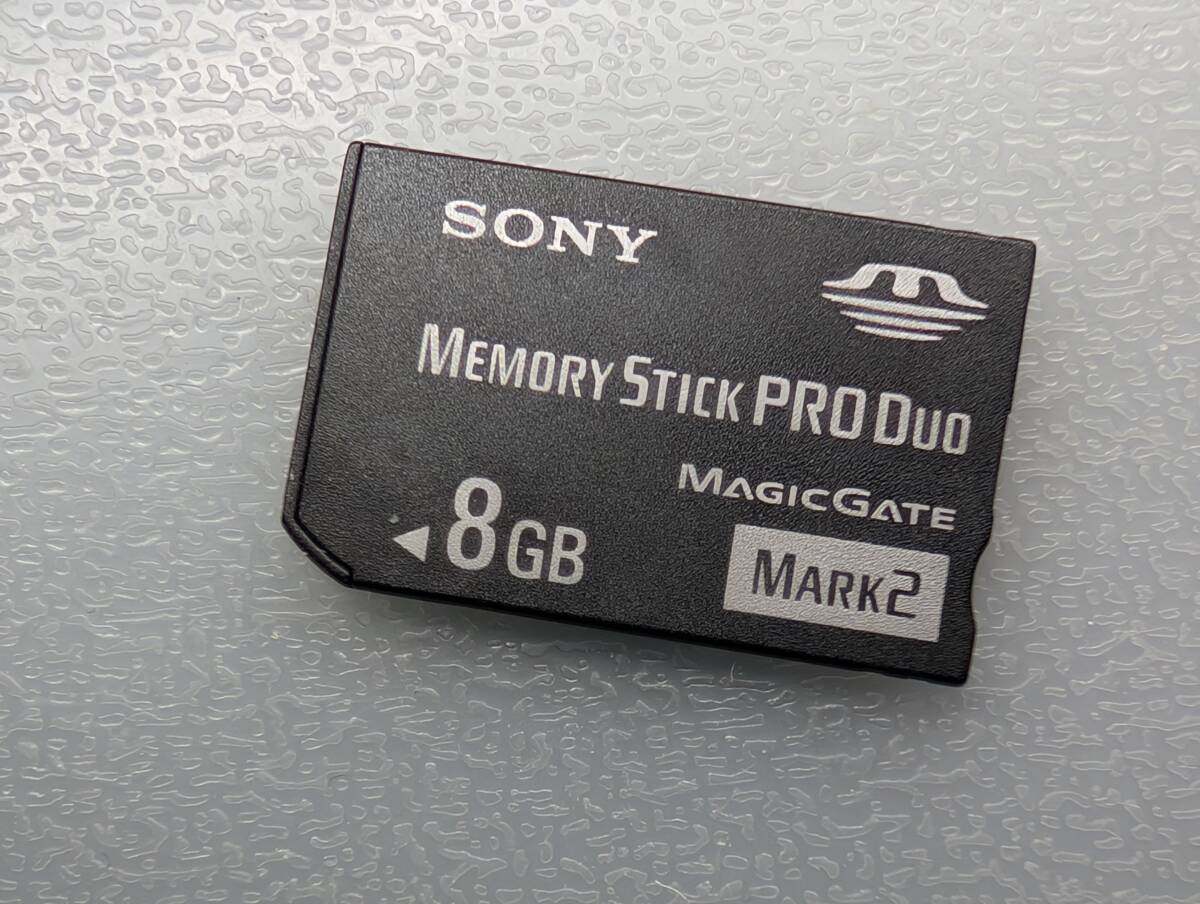 SONY
MEMORY STICK PRO DUO
MAGICGATE
8GB
MARK2